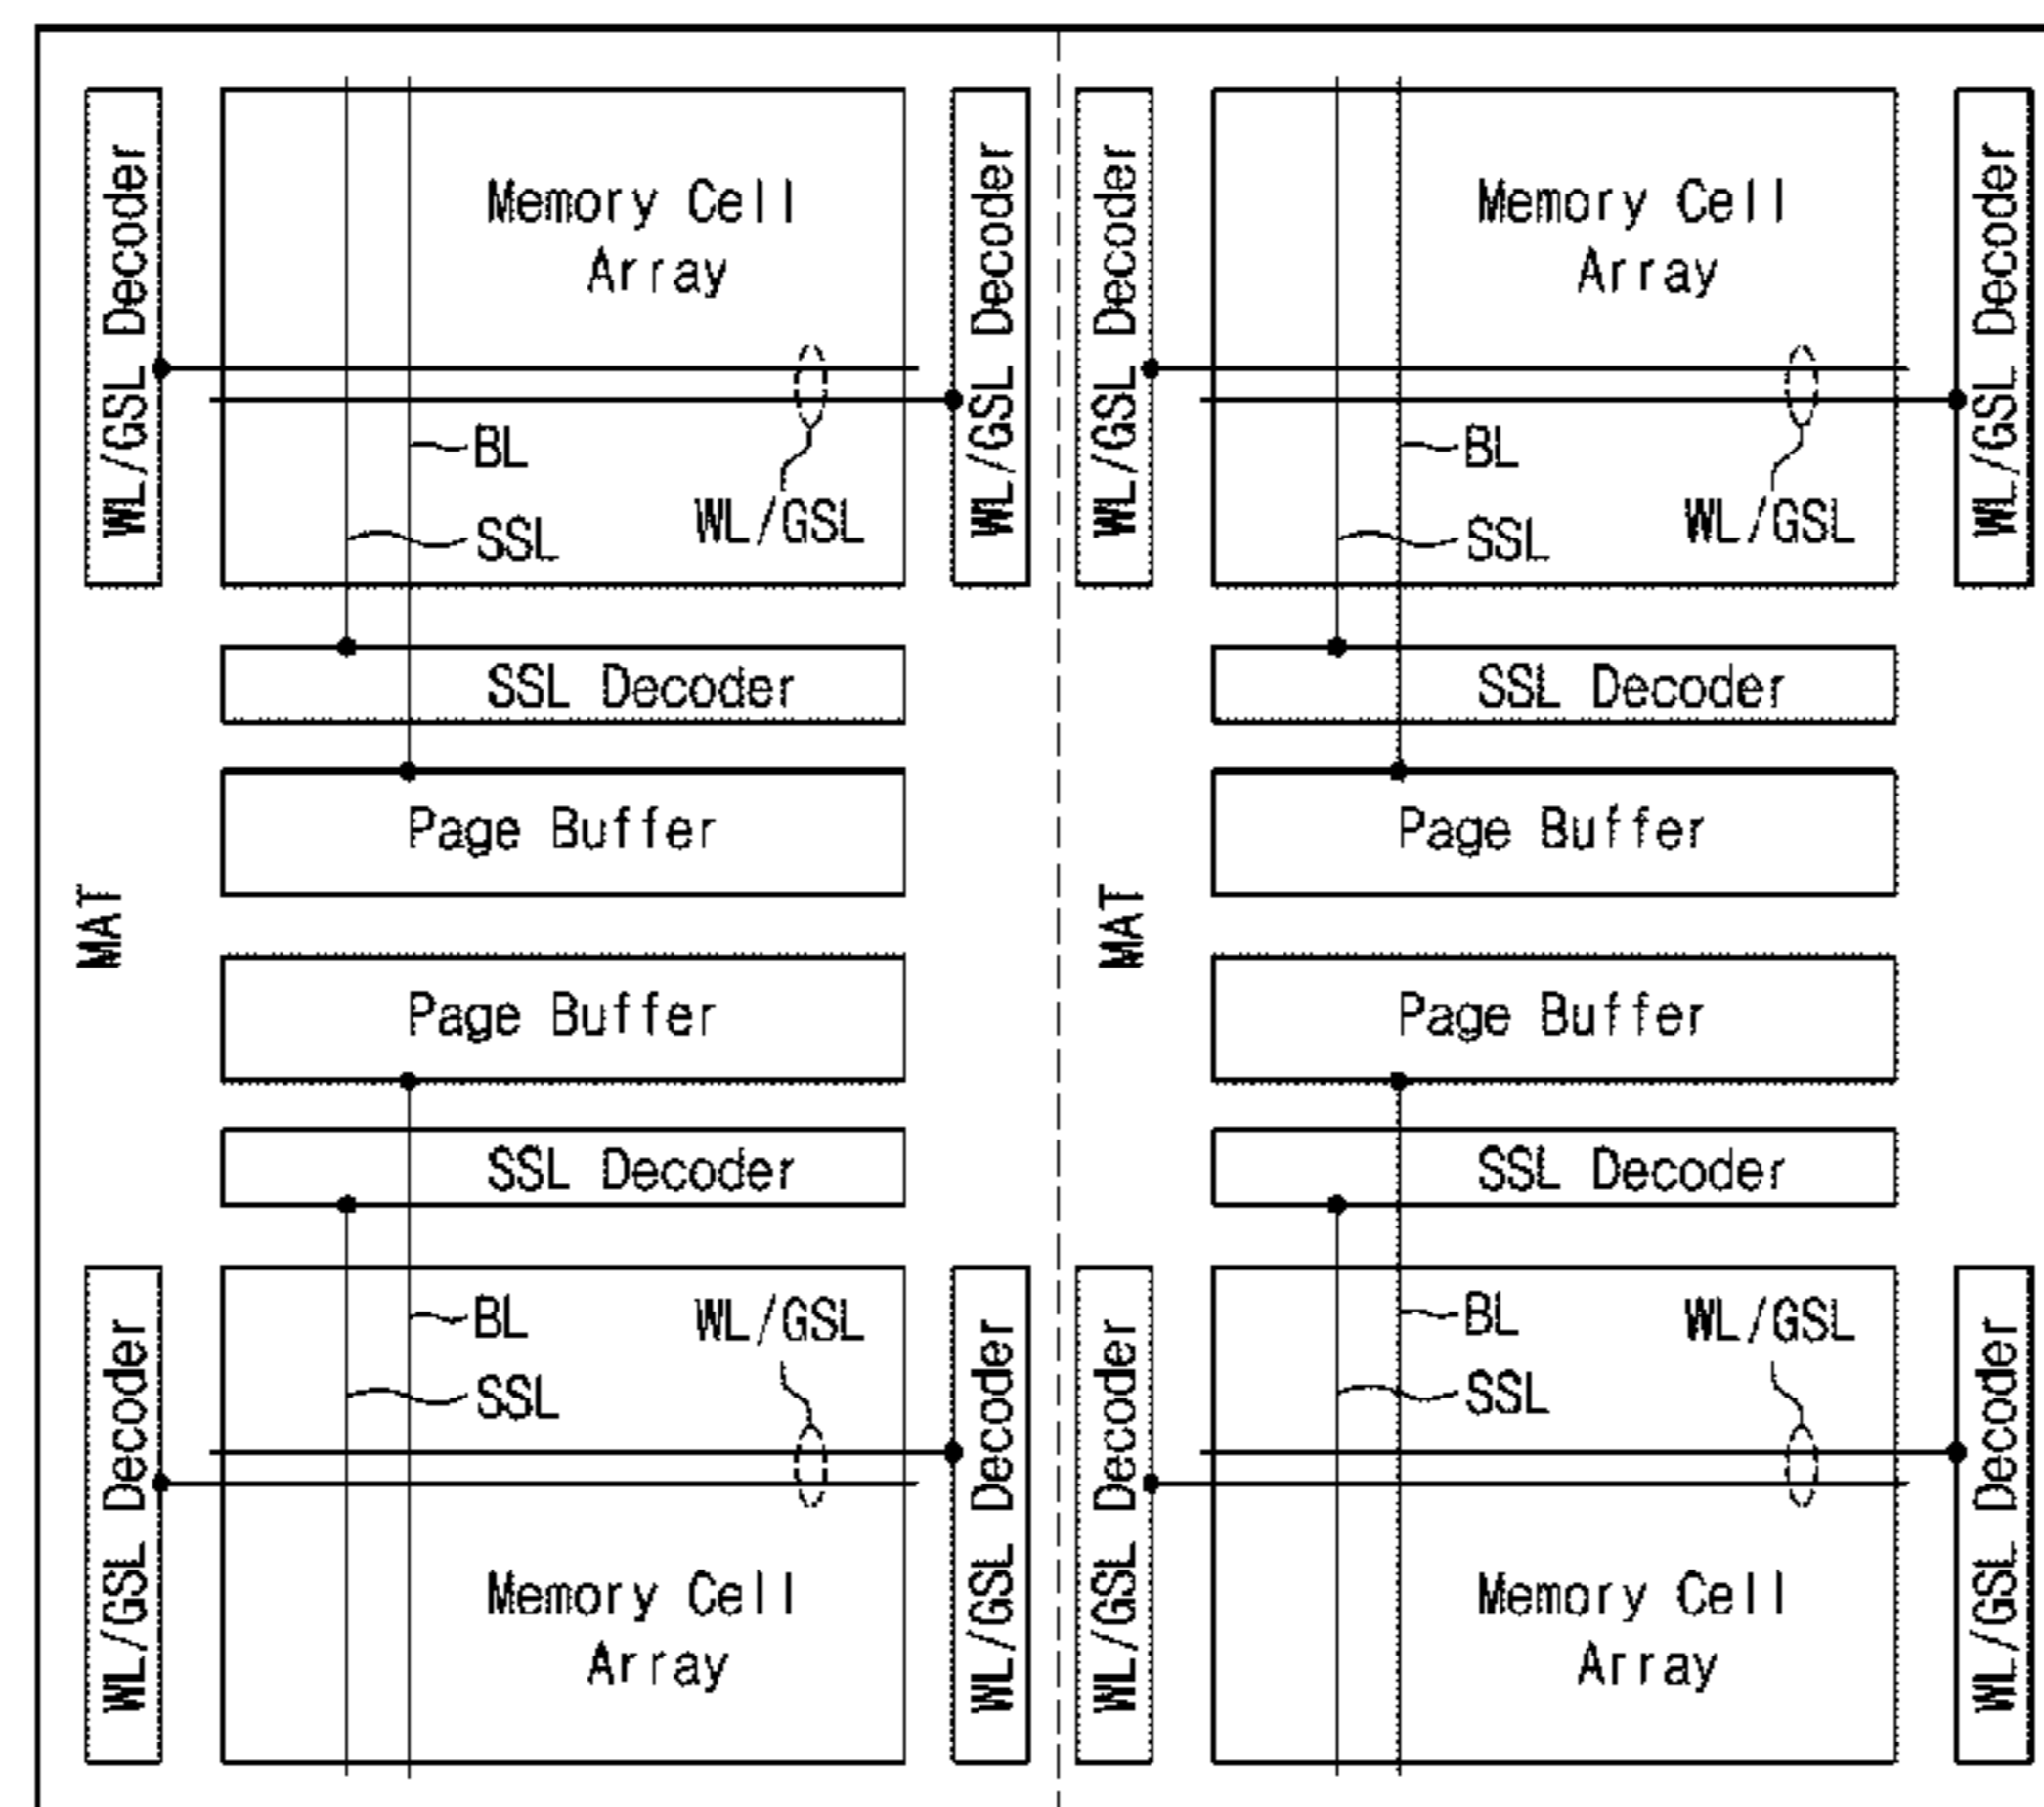 WL/GSL Decoder
Memory Cell
Array
BL
SSL
WL/GSL
WL/GSL Decoder
SSL Decoder
Page Buffer
MAT
Page Buffer
SSL Decoder
WL/GSL Decoder
BL
SSL
WL/GSL
Memory Cell
Array
WL/GSL Decoder
WL/GSL Decoder
Memory Cell
Array
BL
SSL
WL/GSL
WL/GSL Decoder
SSL Decoder
Page Buffer
MAT
Page Buffer
SSL Decoder
WL/GSL Decoder
BL
SSL
WL/GSL
Memory Cell
Array
WL/GSL Decoder